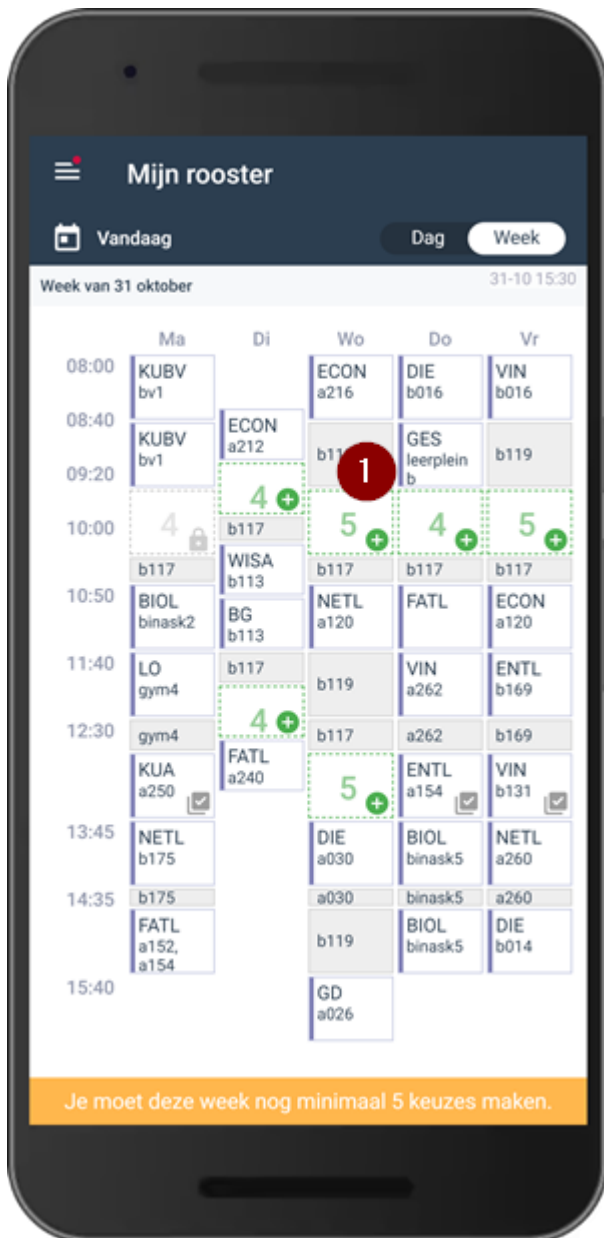 Mijn rooster
Vandaag Dag Week
Week van 31 oktober 31-10 15:30
Ma Di Wo Do Vr
08:00 KUBV ECON DIE VIN
bv1 a216 b016 b016
08:40 KUBV ECON GES
bv1 a212 leerplein b119
09:20 1 b
4 4 5 4 5
10:00 b117
b117 WISA b117 b117 b117
b113
10:50 BIOL BG NETL FATL ECON
binask2 b113 a120 a120
11:40 LO b117 b119 VIN ENTL
gym4 a262 b169
4
12:30 gym4 b117 a262 b169
KUA FATL 5 ENTL VIN
a250 a240 a154 b131
13:45 NETL DIE BIOL NETL
b175 a030 binask5 a260
14:35 b175 a030 binask5 a260
FATL b119 BIOL DIE
a152, binask5 b014
a154
15:40 GD
a026
Je moet deze week nog minimaal 5 keuzes maken.